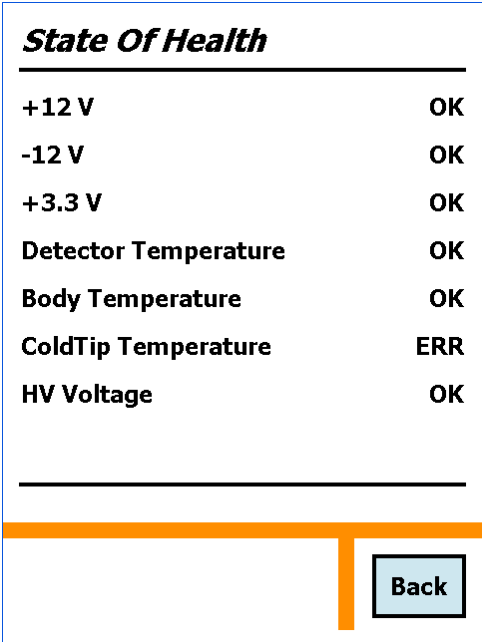 State Of Health
+12 V OK
-12 V OK
+3.3 V OK
Detector Temperature OK
Body Temperature OK
ColdTip Temperature ERR
HV Voltage OK
Back